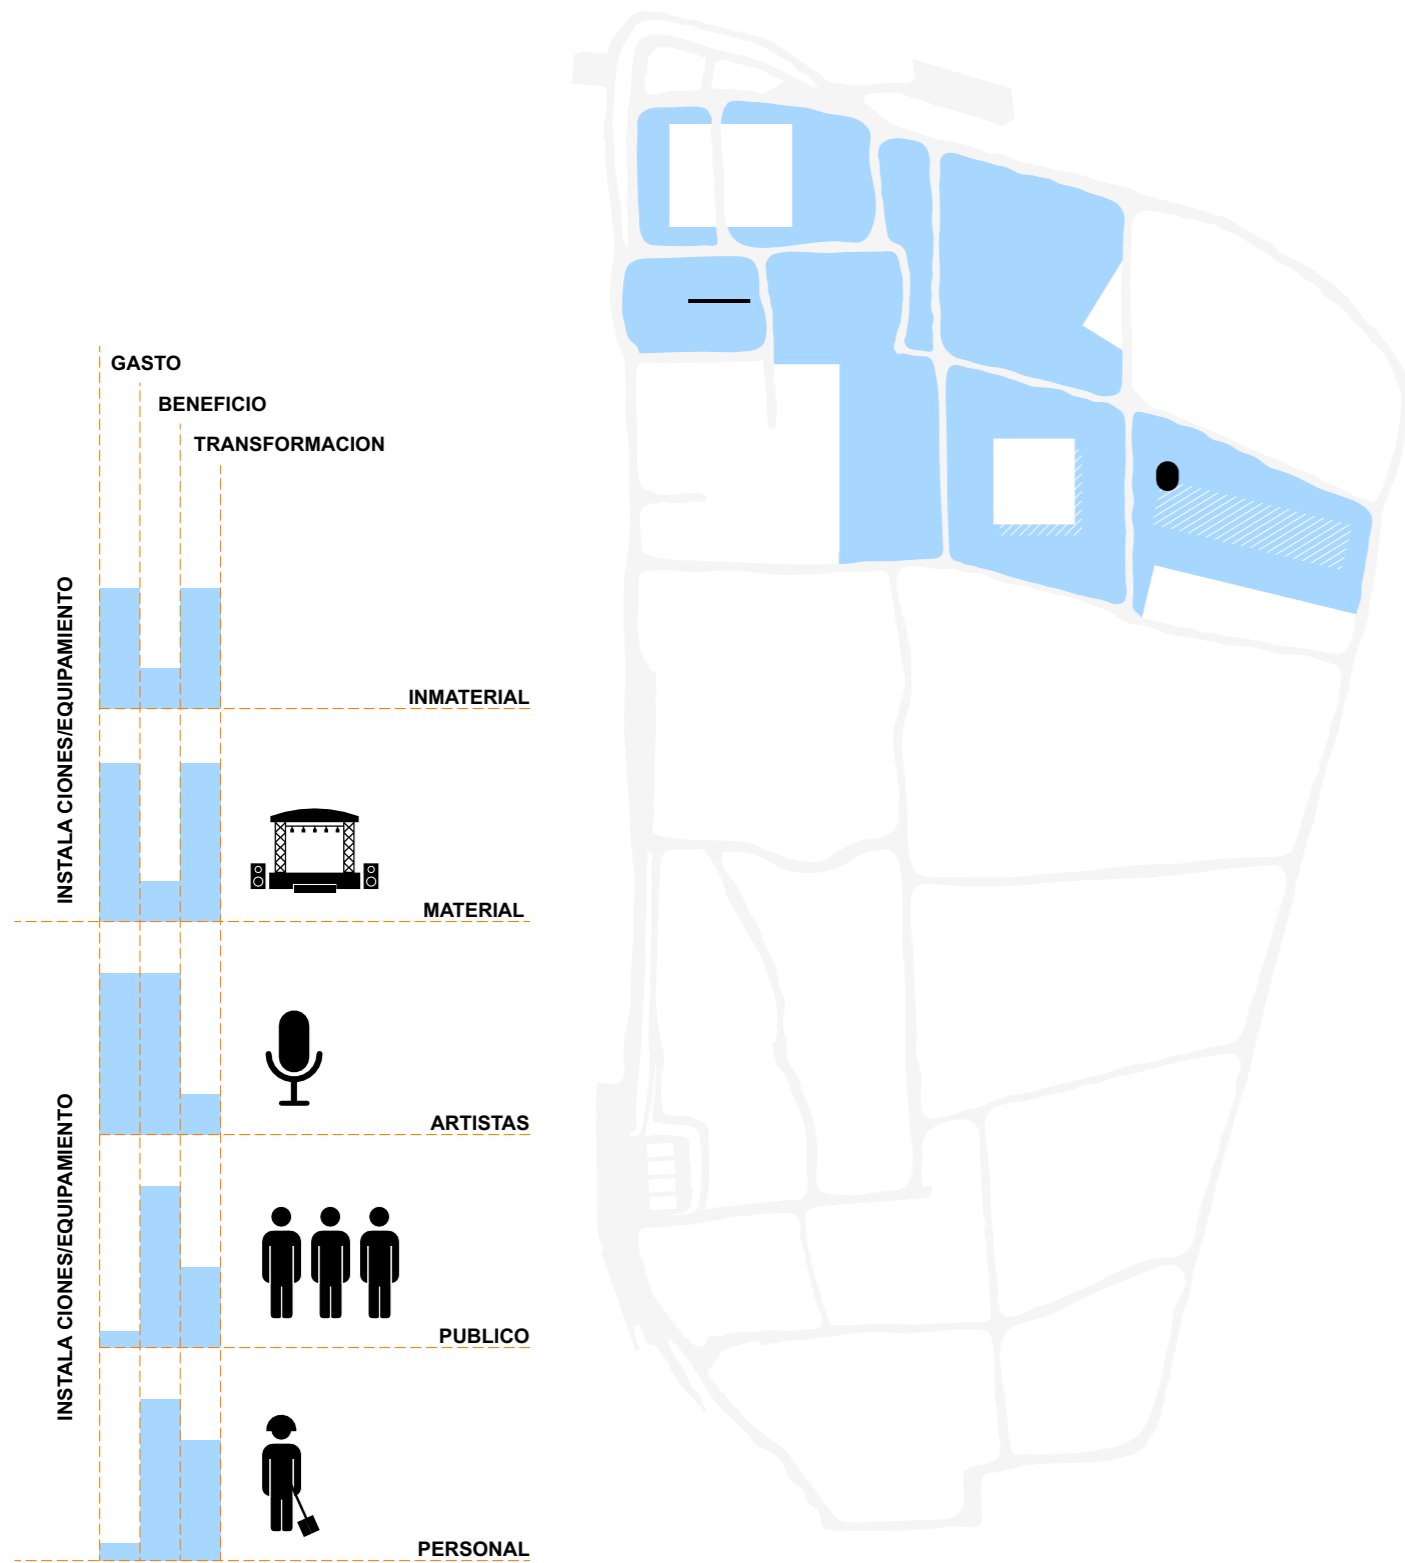 GASTO
BENEFICIO
TRANSFORMACION
INSTALA CIONES/EQUIPAMIENTO
INMATERIAL
MATERIAL
INSTALA CIONES/EQUIPAMIENTO
ARTISTAS
PUBLICO
PERSONAL